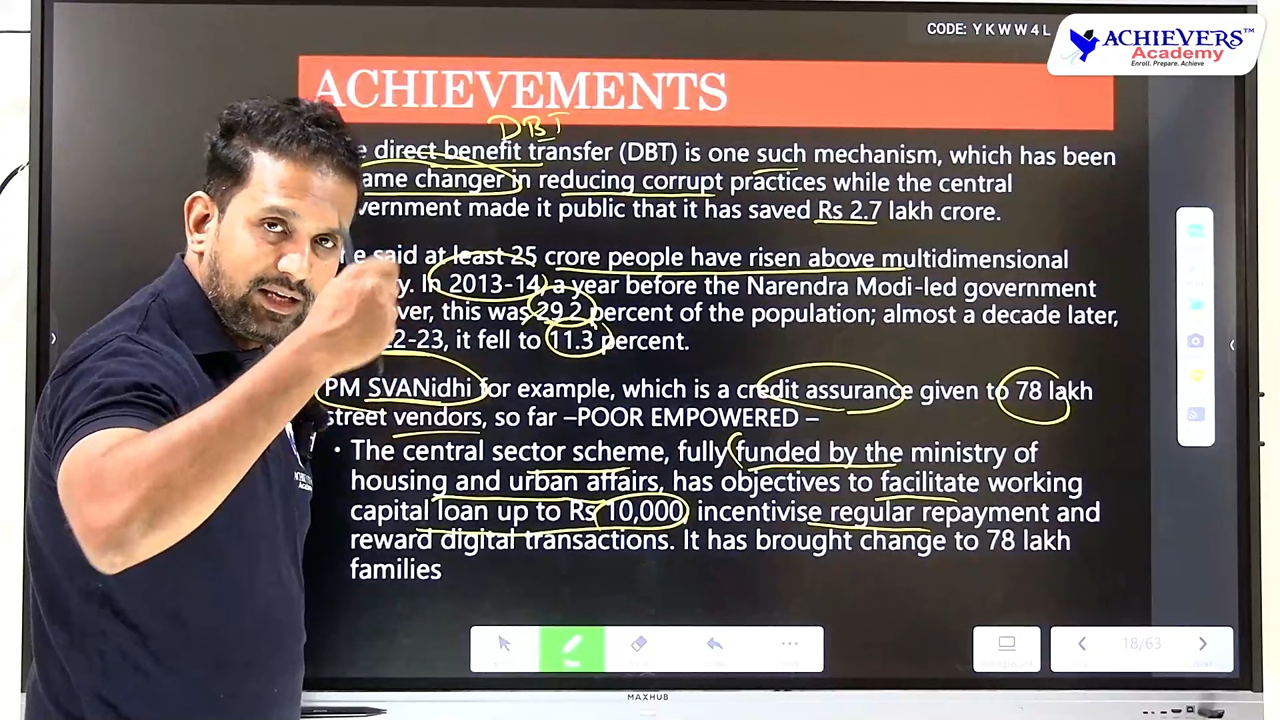 CODE: YKWW4L
ACHIEVERS™
Academy
Enroll. Prepare. Achieve
ACHIEVEMENTS
DBT
direct benefit transfer (DBT) is one such mechanism, which has been
game changer in reducing corrupt practices while the central
government made it public that it has saved Rs 2.7 lakh crore.
said at least 25 crore people have risen above multidimensional
In 2013-14, a year before the Narendra Modi-led government
this was 29.2 percent of the population; almost a decade later,
22-23, it fell to 11.3 percent.
PM SVANidhi for example, which is a credit assurance given to 78 lakh
street vendors, so far –POOR EMPOWERED –
• The central sector scheme, fully funded by the ministry of
housing and urban affairs, has objectives to facilitate working
capital loan up to Rs 10,000, incentivise regular repayment and
reward digital transactions. It has brought change to 78 lakh
families
18/63
MAXHUB